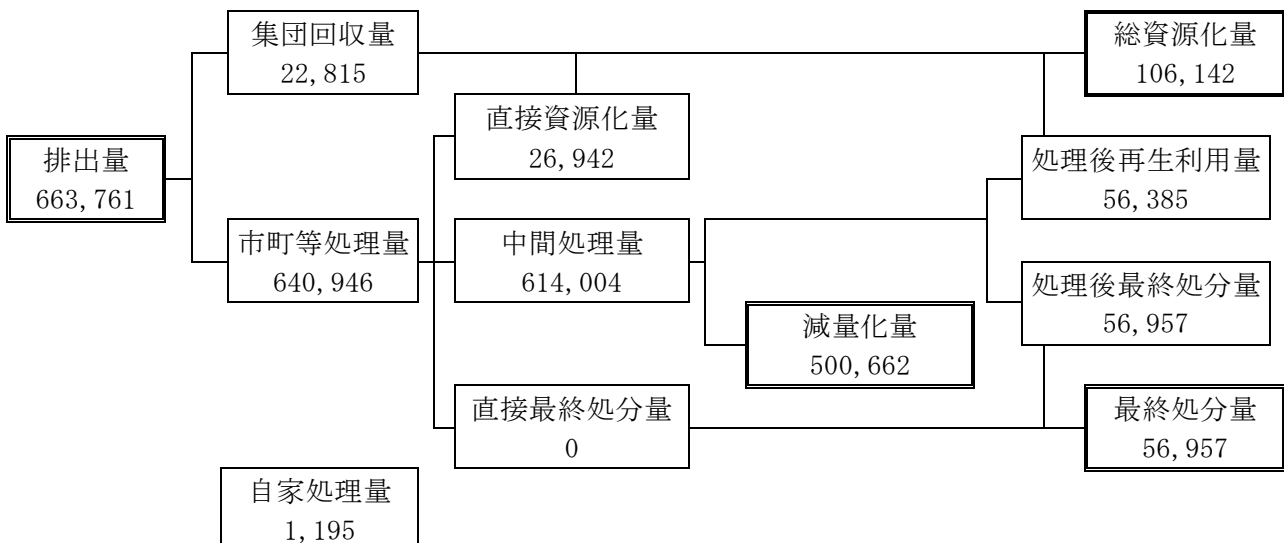 集団回収量
22,815
総資源化量
106,142
直接資源化量
26,942
排出量
663,761
処理後再生利用量
56,385
市町等処理量
640,946
中間処理量
614,004
処理後最終処分量
56,957
減量化量
500,662
直接最終処分量
0
最終処分量
56,957
自家処理量
1,195